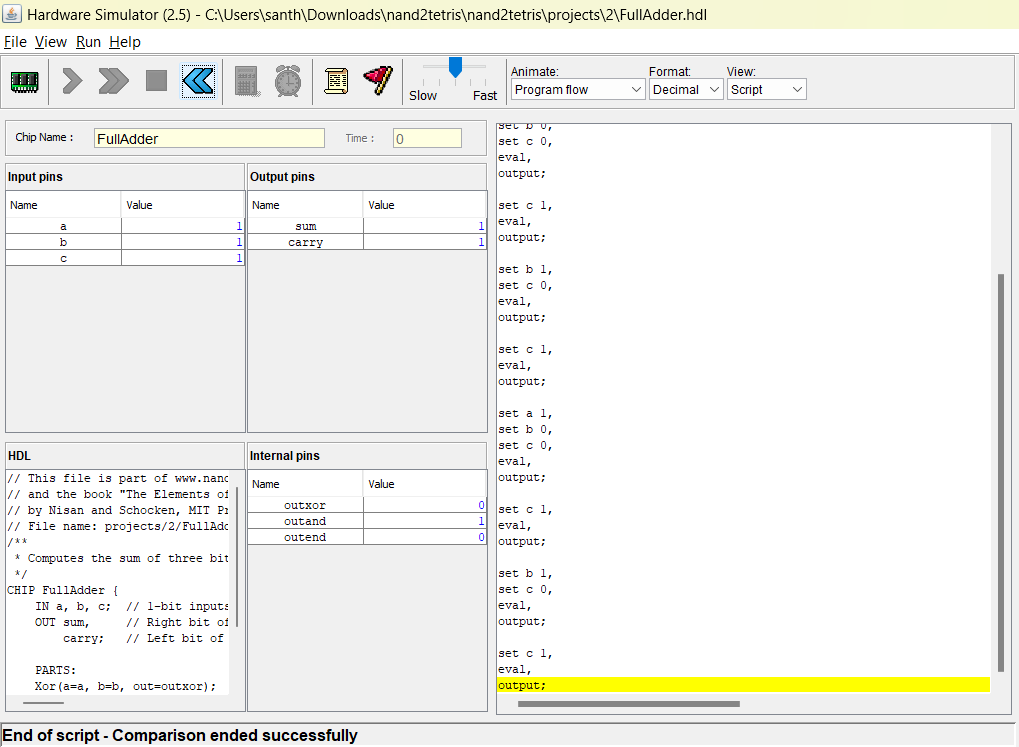 Hardware Simulator (2.5) - C:\Users\santh\Downloads\nand2tetris\nand2tetris\projects\2\FullAdder.hdl
File View Run Help
Slow Fast
Animate: Format: View:
Program flow Decimal Script
Chip Name : FullAdder Time : 0
Input pins
Name Value
a 1
b 1
c 1
Output pins
Name Value
sum 1
carry 1
HDL
// This file is part of www.nand
// and the book "The Elements of
// by Nisan and Schocken, MIT Pr
// File name: projects/2/FullAdd
/**
 * Computes the sum of three bit
 */
CHIP FullAdder {
IN a, b, c; // 1-bit inputs
OUT sum, // Right bit of
carry; // Left bit of
PARTS:
Xor(a=a, b=b, out=outxor);
Internal pins
Name Value
outxor 0
outand 1
outend 0
set b 0,
set c 0,
eval,
output;
set c 1,
eval,
output;
set b 1,
set c 0,
eval,
output;
set c 1,
eval,
output;
set a 1,
set b 0,
set c 0,
eval,
output;
set c 1,
eval,
output;
set b 1,
set c 0,
eval,
output;
set c 1,
eval,
output;
End of script - Comparison ended successfully